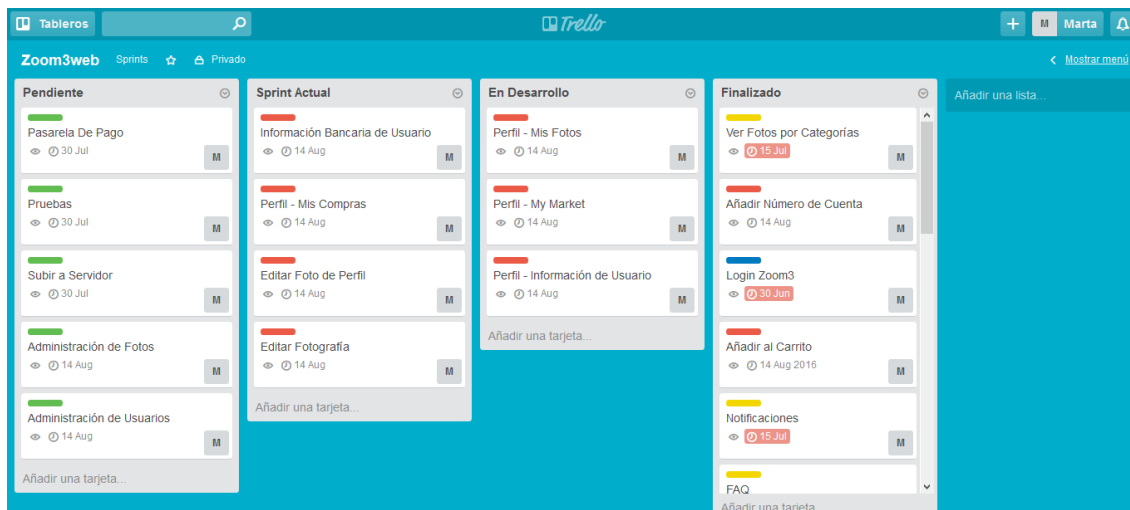 Tableros
Trello
M Marta
Zoom3web Sprints Privado
Mostrar menú
Pendiente
Pasarela De Pago
30 Jul
M
Pruebas
30 Jul
M
Subir a Servidor
30 Jul
M
Administración de Fotos
14 Aug
M
Administración de Usuarios
14 Aug
M
Añadir una tarjeta...
Sprint Actual
Información Bancaria de Usuario
14 Aug
M
Perfil - Mis Compras
14 Aug
M
Editar Foto de Perfil
14 Aug
M
Editar Fotografía
14 Aug
M
Añadir una tarjeta...
En Desarrollo
Perfil - Mis Fotos
14 Aug
M
Perfil - My Market
14 Aug
M
Perfil - Información de Usuario
14 Aug
M
Añadir una tarjeta...
Finalizado
Ver Fotos por Categorías
15 Jul
M
Añadir Número de Cuenta
14 Aug
M
Login Zoom3
30 Jun
M
Añadir al Carrito
14 Aug 2016
M
Notificaciones
15 Jul
M
FAQ
Añadir una tarjeta
Añadir una lista...